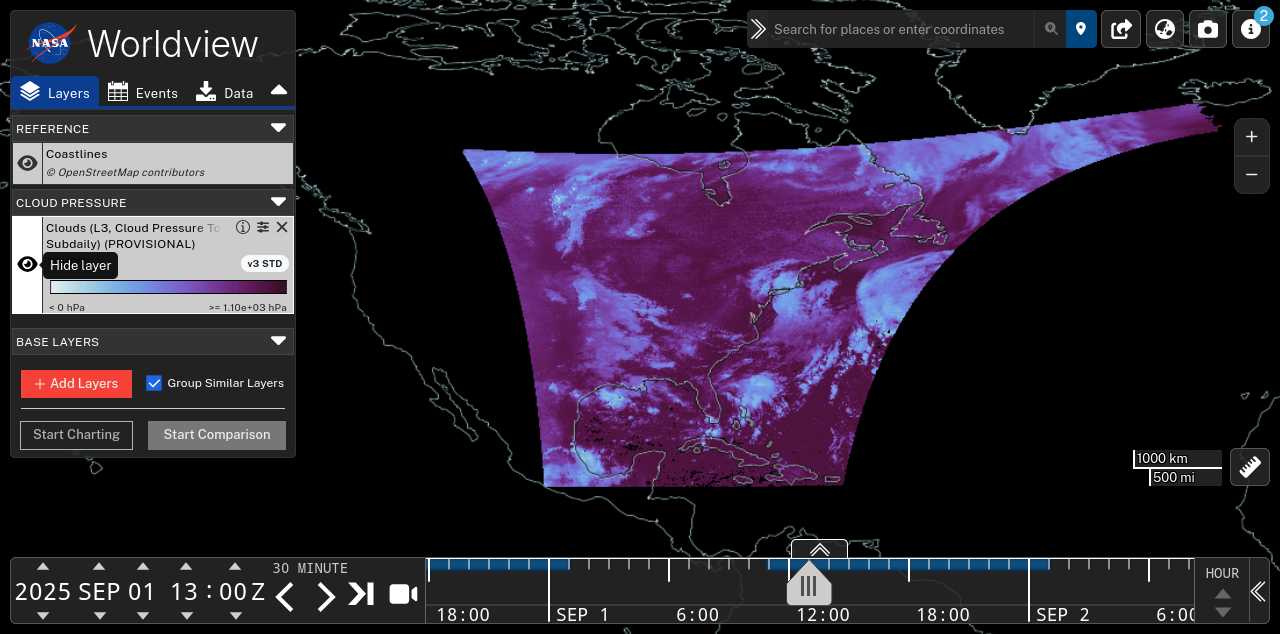 NASA Worldview
Search for places or enter coordinates
2
Layers Events Data
REFERENCE
Coastlines
© OpenStreetMap contributors
CLOUD PRESSURE
Clouds (L3, Cloud Pressure To
Subdaily) (PROVISIONAL)
Hide layer
v3 STD
< 0 hPa >= 1.10e+03 hPa
BASE LAYERS
+ Add Layers Group Similar Layers
Start Charting Start Comparison
+
−
1000 km
500 mi
2025 SEP 01 13 : 00 Z
30 MINUTE
18:00 SEP 1 6:00 12:00 18:00 SEP 2 6:00
HOUR